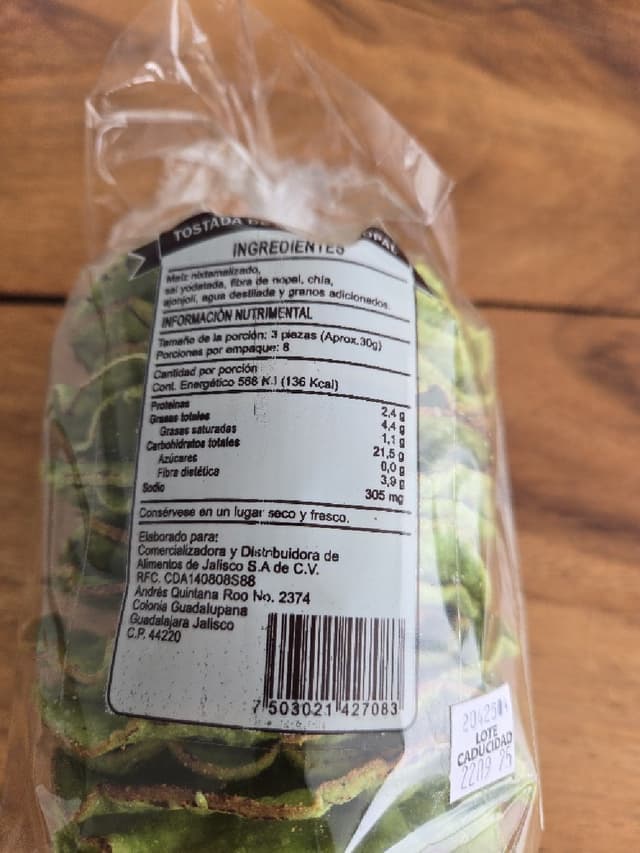 TOSTADA DE NOPAL
INGREDIENTES
Maíz nixtamalizado,
sal yodatada, fibra de nopal, chía,
ajonjolí, agua destilada y granos adicionados.
INFORMACIÓN NUTRIMENTAL
Tamaño de la porción: 3 piezas (Aprox.30g)
Porciones por empaque: 8
Cantidad por porción
Cont. Energético 568 KJ (136 Kcal)
Proteínas 2,4 g
Grasas totales 4,4 g
Grasas saturadas 1,1 g
Carbohidratos totales 21,5 g
Azúcares 0,0 g
Fibra dietética 3,9 g
Sodio 305 mg
Consérvese en un lugar seco y fresco.
Elaborado para:
Comercializadora y Distribuidora de
Alimentos de Jalisco S.A de C.V.
RFC. CDA140808S88
Andrés Quintana Roo No. 2374
Colonia Guadalupana
Guadalajara Jalisco
C.P. 44220
7 503021 427083
LOTE
CADUCIDAD
2209 25